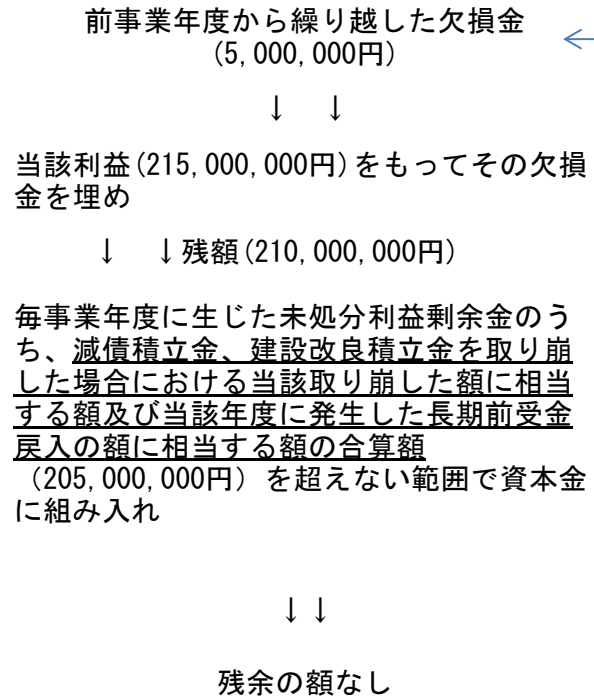 前事業年度から繰り越した欠損金
(5,000,000円)
↓ ↓
当該利益(215,000,000円)をもってその欠損
金を埋め
↓ ↓残額(210,000,000円)
毎事業年度に生じた未処分利益剰余金のう
ち、減債積立金、建設改良積立金を取り崩
した場合における当該取り崩した額に相当
する額及び当該年度に発生した長期前受金
戻入の額に相当する額の合算額
（205,000,000円）を超えない範囲で資本金
に組み入れ
↓↓
残余の額なし